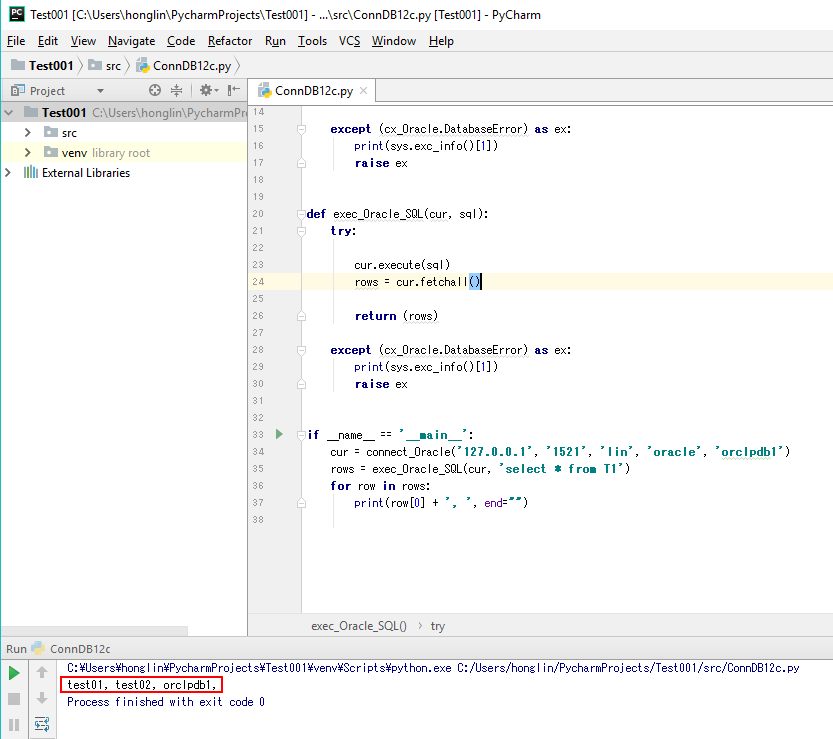 Test001 [C:\Users\honglin\PycharmProjects\Test001] - ...\src\ConnDB12c.py [Test001] - PyCharm
File Edit View Navigate Code Refactor Run Tools VCS Window Help
Test001 src ConnDB12c.py
Project
ConnDB12c.py
Test001 C:\Users\honglin\PycharmPro
src
venv library root
External Libraries
14
15 except (cx_Oracle.DatabaseError) as ex:
16 print(sys.exc_info()[1])
17 raise ex
18
19
20 def exec_Oracle_SQL(cur, sql):
21 try:
22
23 cur.execute(sql)
24 rows = cur.fetchall()
25
26 return (rows)
27
28 except (cx_Oracle.DatabaseError) as ex:
29 print(sys.exc_info()[1])
30 raise ex
31
32
33 if __name__ == '__main__':
34 cur = connect_Oracle('127.0.0.1', '1521', 'lin', 'oracle', 'orclpdb1')
35 rows = exec_Oracle_SQL(cur, 'select * from T1')
36 for row in rows:
37 print(row[0] + ', ', end="")
38
exec_Oracle_SQL() try
Run ConnDB12c
C:¥Users¥honglin¥PycharmProjects¥Test001¥venv¥Scripts¥python.exe C:/Users/honglin/PycharmProjects/Test001/src/ConnDB12c.py
test01, test02, orclpdb1,
Process finished with exit code 0